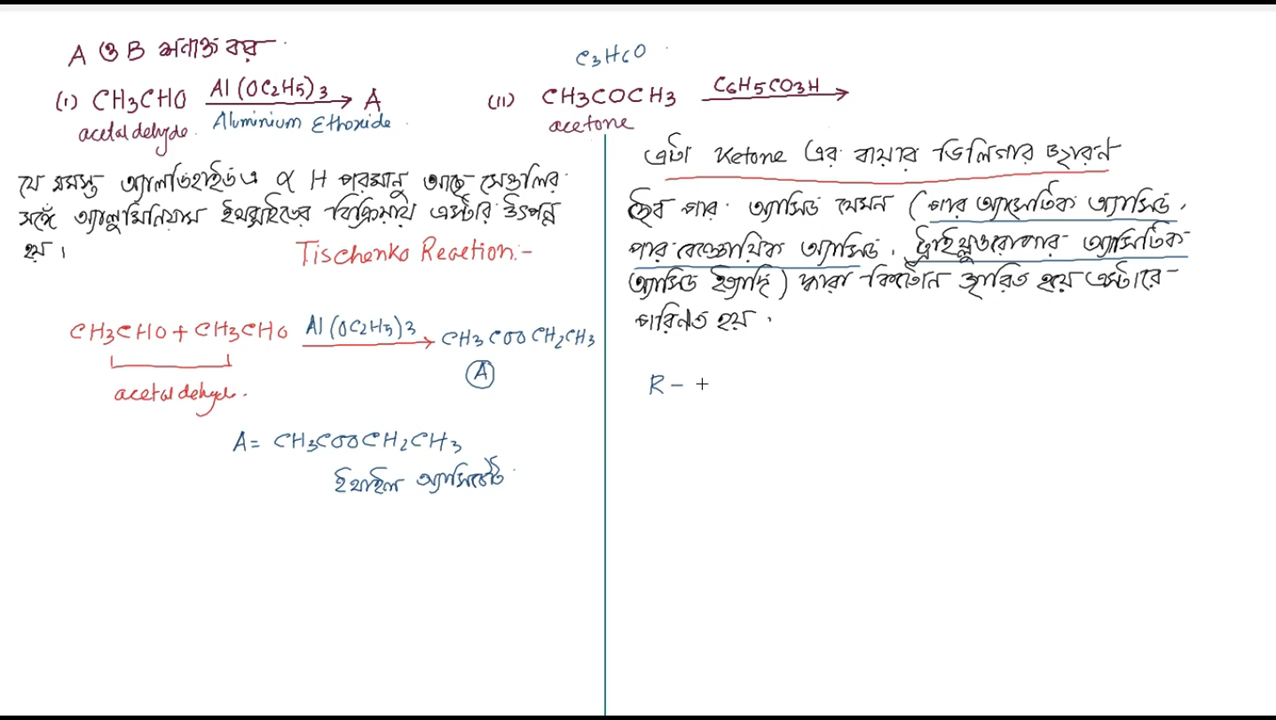 A ও B শনাক্ত কর
(i) CH3CHO Al(OC2H5)3 → A
acetaldehyde Aluminium Ethoxide
যে সমস্ত অ্যালডিহাইড এ α H পরমাণু আছে সেগুলির
সঙ্গে অ্যালুমিনিয়াম ইথক্সাইডের বিক্রিয়ায় এস্টার উৎপন্ন
হয়।
Tischenko Reaction:-
CH3CHO + CH3CHO Al(OC2H5)3 → CH3COOCH2CH3
acetaldehyde. A
A = CH3COOCH2CH3
ইথাইল অ্যাসিটেট
C3H6O
(ii) CH3COCH3 C6H5CO3H →
acetone
এটা Ketone এর বায়ার ভিলিগার জারণ
পার অ্যাসিড যেমন (পার অ্যাসেটিক অ্যাসিড,
পার বেঞ্জোয়িক অ্যাসিড, ট্রাইফ্লুওরোপার অ্যাসিটিক
অ্যাসিড ইত্যাদি) দ্বারা কিটোন জারিত হয়ে এস্টারে
পরিণত হয়.
R - +